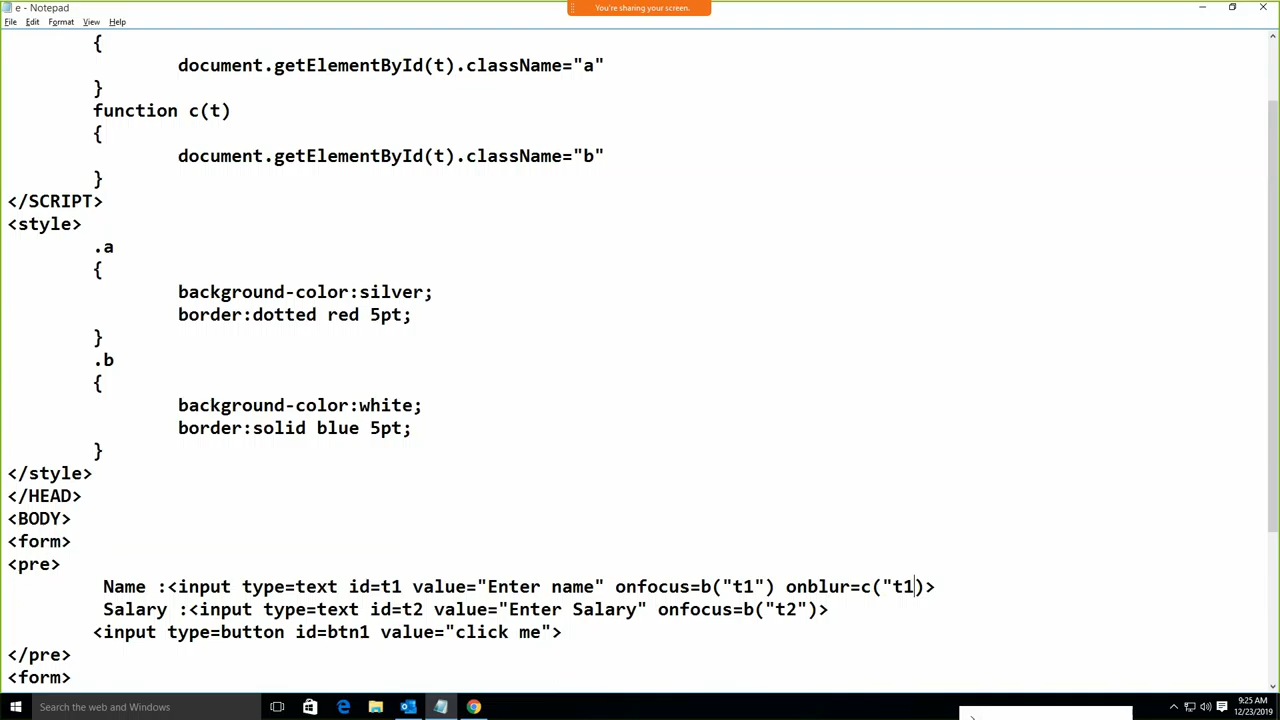 e - Notepad
You're sharing your screen.
File Edit Format View Help
{
document.getElementById(t).className="a"
}
function c(t)
{
document.getElementById(t).className="b"
}
</SCRIPT>
<style>
.a
{
background-color:silver;
border:dotted red 5pt;
}
.b
{
background-color:white;
border:solid blue 5pt;
}
</style>
</HEAD>
<BODY>
<form>
<pre>
Name :<input type=text id=t1 value="Enter name" onfocus=b("t1") onblur=c("t1)>
Salary :<input type=text id=t2 value="Enter Salary" onfocus=b("t2")>
<input type=button id=btn1 value="click me">
</pre>
<form>
Search the web and Windows
9:25 AM
12/23/2019